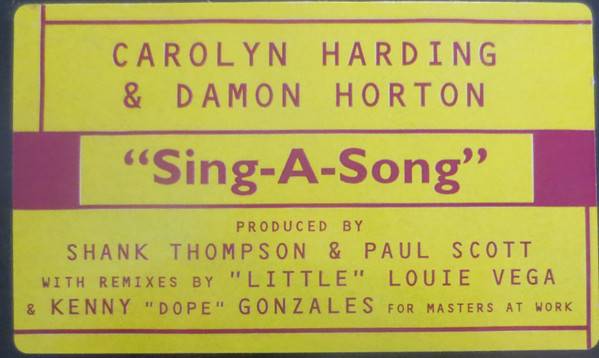 CAROLYN HARDING
& DAMON HORTON
“Sing-A-Song”
PRODUCED BY
SHANK THOMPSON & PAUL SCOTT
WITH REMIXES BY "LITTLE" LOUIE VEGA
& KENNY "DOPE" GONZALES FOR MASTERS AT WORK